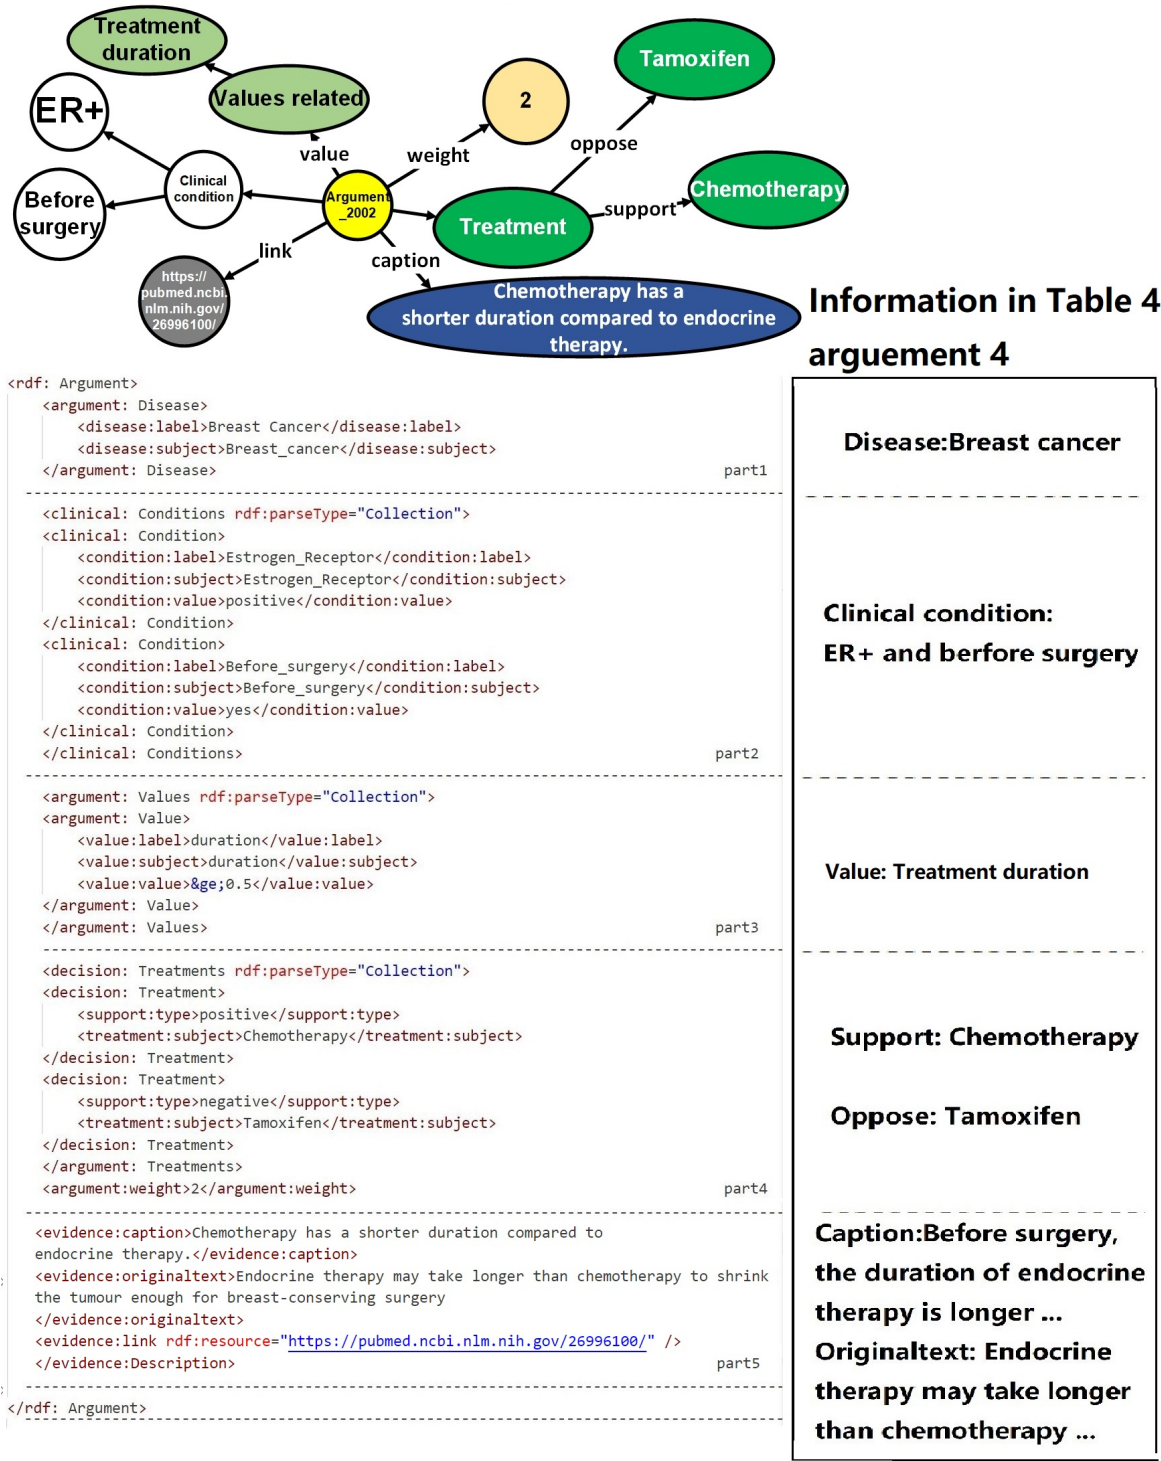 Treatment
duration
Tamoxifen
ER+
Values related
2
value
weight
oppose
Clinical
condition
Before
surgery
Argument
_2002
Chemotherapy
support
Treatment
link
caption
https://
pubmed.ncbi.
nlm.nih.gov/
26996100/
Chemotherapy has a
shorter duration compared to endocrine
therapy.
Information in Table 4
arguement 4
<rdf: Argument>
<argument: Disease>
<disease:label>Breast Cancer</disease:label>
<disease:subject>Breast_cancer</disease:subject>
</argument: Disease>
part1
Disease:Breast cancer
<clinical: Conditions rdf:parseType="Collection">
<clinical: Condition>
<condition:label>Estrogen_Receptor</condition:label>
<condition:subject>Estrogen_Receptor</condition:subject>
<condition:value>positive</condition:value>
</clinical: Condition>
<clinical: Condition>
<condition:label>Before_surgery</condition:label>
<condition:subject>Before_surgery</condition:subject>
<condition:value>yes</condition:value>
</clinical: Condition>
</clinical: Conditions>
part2
Clinical condition:
ER+ and berfore surgery
<argument: Values rdf:parseType="Collection">
<argument: Value>
<value:label>duration</value:label>
<value:subject>duration</value:subject>
<value:value>&ge;0.5</value:value>
</argument: Value>
</argument: Values>
part3
Value: Treatment duration
<decision: Treatments rdf:parseType="Collection">
<decision: Treatment>
<support:type>positive</support:type>
<treatment:subject>Chemotherapy</treatment:subject>
</decision: Treatment>
<decision: Treatment>
<support:type>negative</support:type>
<treatment:subject>Tamoxifen</treatment:subject>
</decision: Treatment>
</argument: Treatments>
<argument:weight>2</argument:weight>
part4
Support: Chemotherapy
Oppose: Tamoxifen
<evidence:caption>Chemotherapy has a shorter duration compared to
endocrine therapy.</evidence:caption>
<evidence:originaltext>Endocrine therapy may take longer than chemotherapy to shrink
the tumour enough for breast-conserving surgery
</evidence:originaltext>
<evidence:link rdf:resource="https://pubmed.ncbi.nlm.nih.gov/26996100/" />
</evidence:Description>
part5
</rdf: Argument>
Caption:Before surgery,
the duration of endocrine
therapy is longer ...
Originaltext: Endocrine
therapy may take longer
than chemotherapy ...